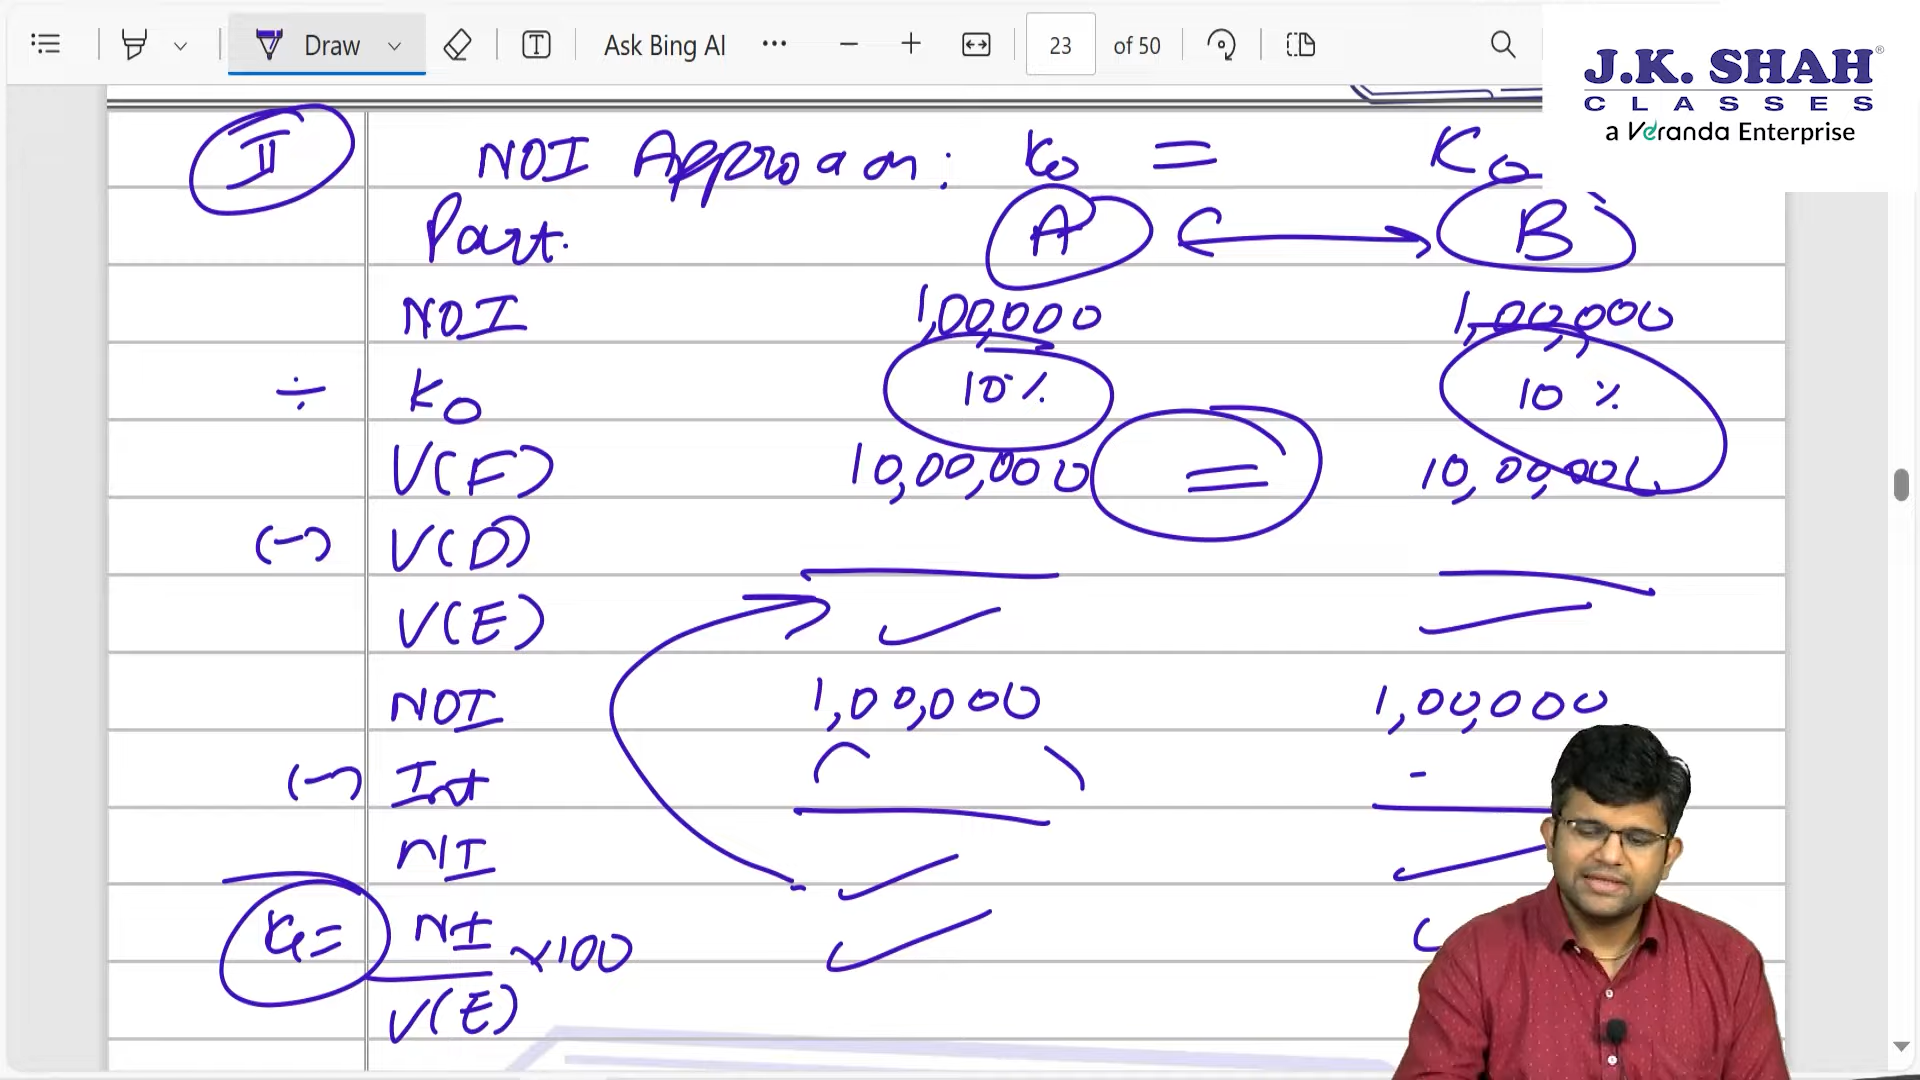 Draw
Ask Bing AI
23 of 50
J.K. SHAH®
CLASSES
a Veranda Enterprise
II NOI Approach: Ko = Ko
Part. A B
NOI 1,00,000 1,00,000
÷ Ko 10% 10%
V(F) 10,00,000 = 10,00,000
(-) V(D)
V(E)
NOI 1,00,000 1,00,000
(-) Int -
NI
Ke = NI x100
V(E)